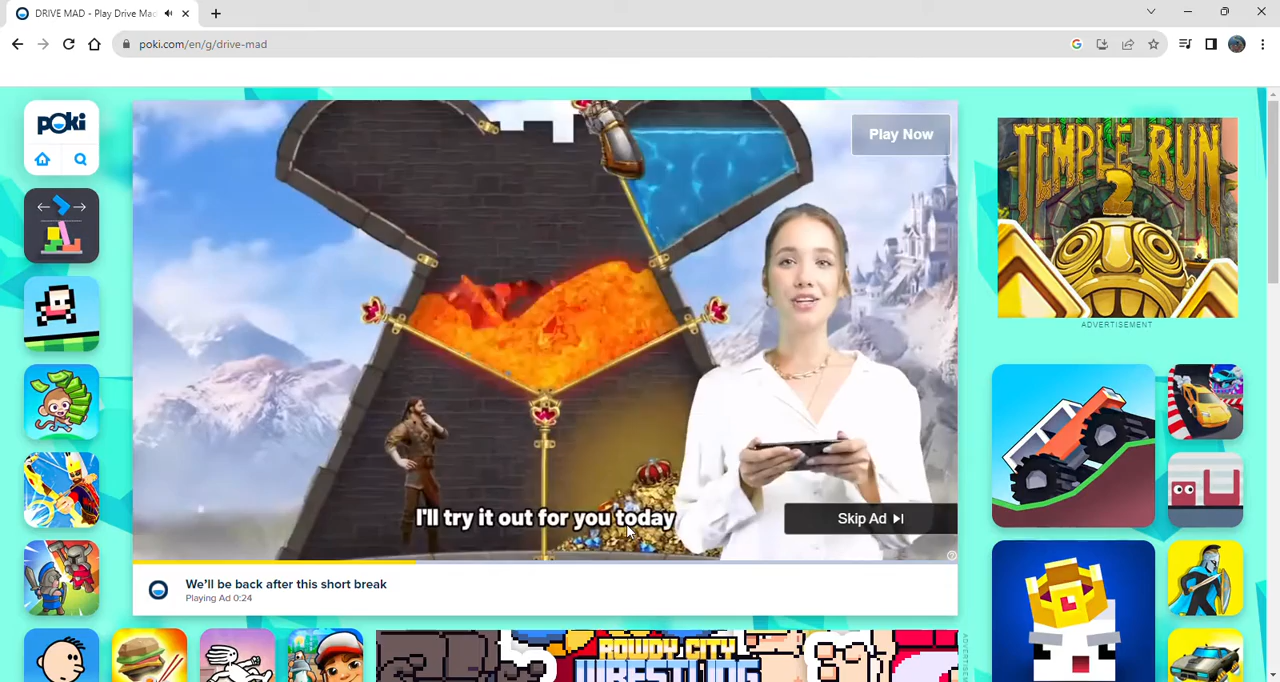 DRIVE MAD - Play Drive Mad
poki.com/en/g/drive-mad
poki
Play Now
I'll try it out for you today
Skip Ad
We'll be back after this short break
Playing Ad 0:24
TEMPLE RUN
2
ADVERTISEMENT
ROWDY CITY
WRESTLING
ADVERTISEMENT